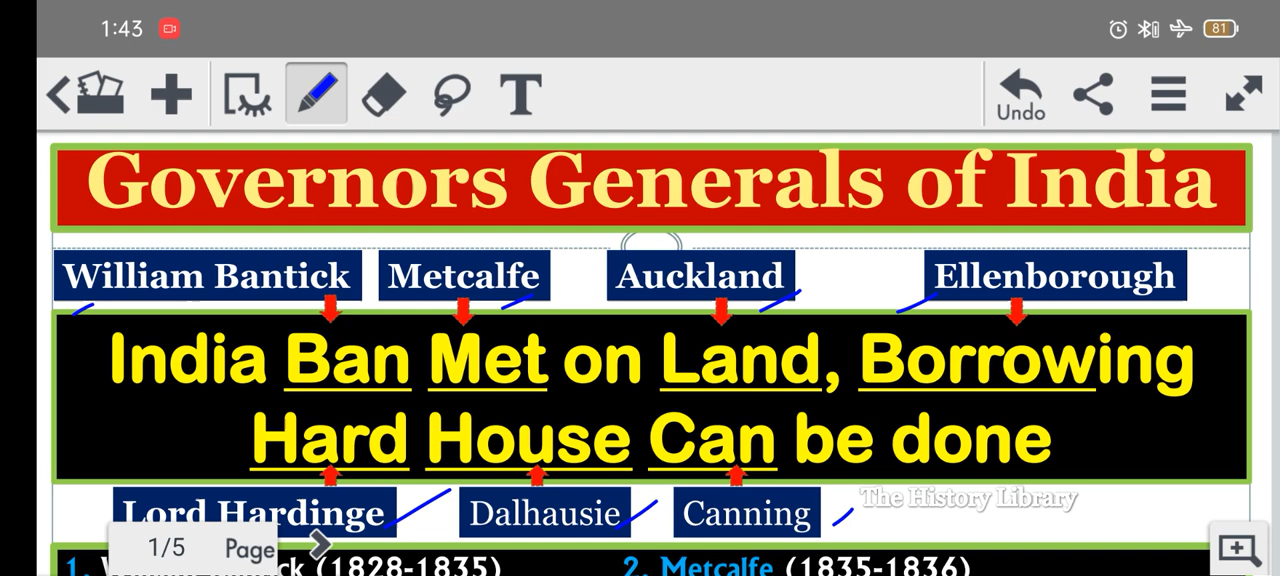 1:43
81
T
Undo
Governors Generals of India
William Bantick Metcalfe Auckland Ellenborough
India Ban Met on Land, Borrowing
Hard House Can be done
Lord Hardinge Dalhausie Canning
The History Library
1/5 Page
1. (1828-1835) 2. Metcalfe (1835-1836)